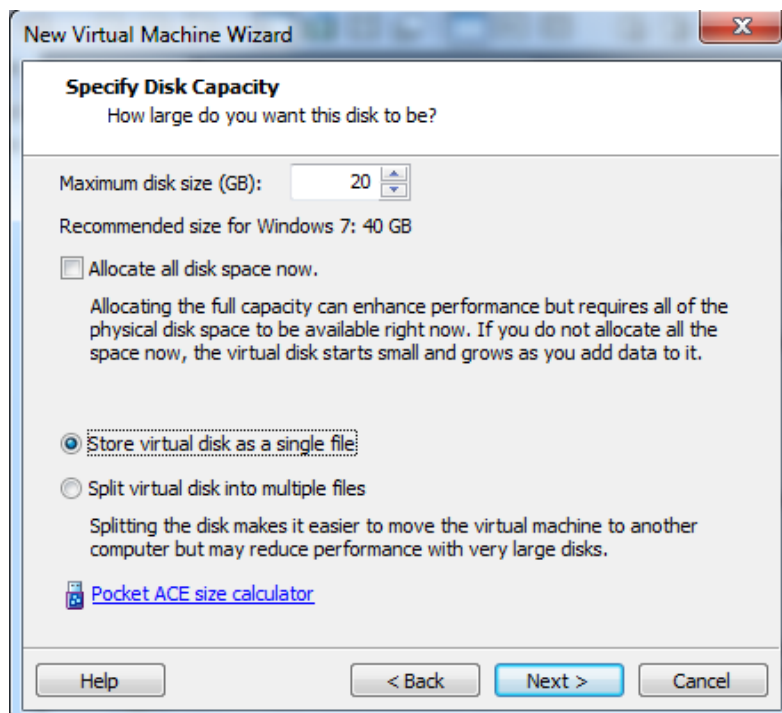 New Virtual Machine Wizard
Specify Disk Capacity
How large do you want this disk to be?
Maximum disk size (GB): 20
Recommended size for Windows 7: 40 GB
Allocate all disk space now.
Allocating the full capacity can enhance performance but requires all of the
physical disk space to be available right now. If you do not allocate all the
space now, the virtual disk starts small and grows as you add data to it.
Store virtual disk as a single file
Split virtual disk into multiple files
Splitting the disk makes it easier to move the virtual machine to another
computer but may reduce performance with very large disks.
Pocket ACE size calculator
Help < Back Next > Cancel